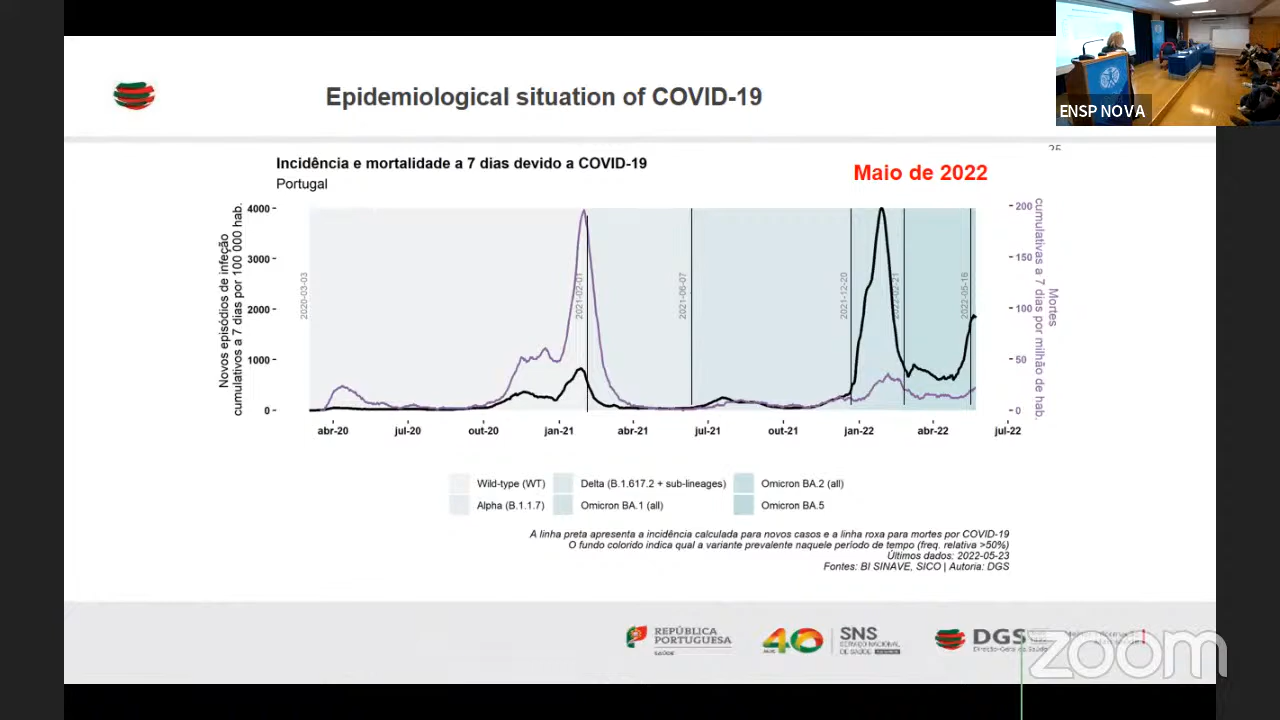 Epidemiological situation of COVID-19
ENSP NOVA
Incidência e mortalidade a 7 dias devido a COVID-19
Portugal
Maio de 2022
Novos episódios de infeção
cumulativos a 7 dias por 100 000 hab.
4000
3000
2000
1000
0
2020-03-03
2021-02-01
2021-06-07
2021-12-20
2022-02-21
2022-05-16
200
150
100
50
0
Mortes
cumulativas a 7 dias por milhão de hab.
abr-20
jul-20
out-20
jan-21
abr-21
jul-21
out-21
jan-22
abr-22
jul-22
Wild-type (WT)
Delta (B.1.617.2 + sub-lineages)
Omicron BA.2 (all)
Alpha (B.1.1.7)
Omicron BA.1 (all)
Omicron BA.5
A linha preta apresenta a incidência calculada para novos casos e a linha roxa para mortes por COVID-19
O fundo colorido indica qual a variante prevalente naquele período de tempo (freq. relativa >50%)
Últimos dados: 2022-05-23
Fontes: BI SINAVE, SICO | Autoria: DGS
REPÚBLICA
PORTUGUESA
SAÚDE
40
SNS
SERVIÇO NACIONAL
DE SAÚDE
DGS
Direção-Geral da Saúde
zoom